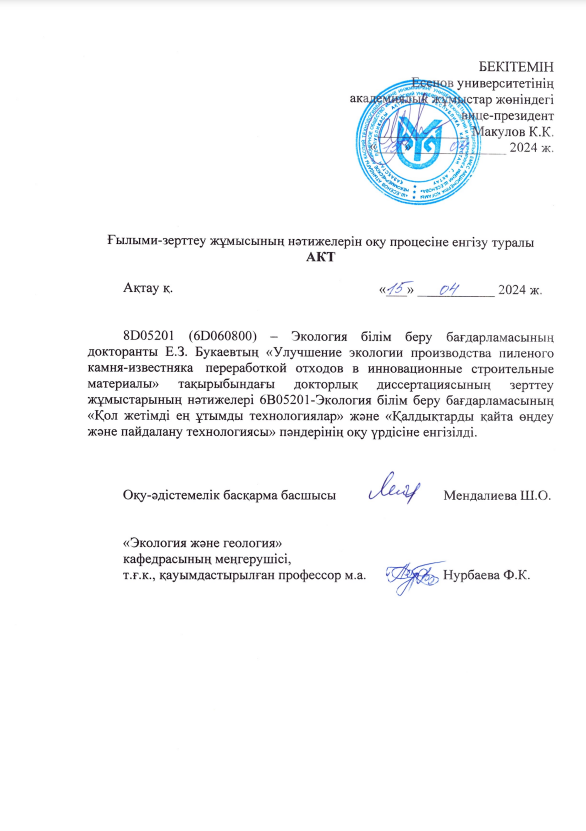 БЕКІТЕМІН
Есенов университетінің
академиялық жұмыстар жөніндегі
вице-президент
Макулов К.К.
«15» 04 2024 ж.
Ғылыми-зерттеу жұмысының нәтижелерін оқу процесіне енгізу туралы
АКТ
Ақтау қ. «15» 04 2024 ж.
8D05201 (6D060800) – Экология білім беру бағдарламасының
докторанты Е.З. Букаевтың «Улучшение экологии производства пиленого
камня-известняка переработкой отходов в инновационные строительные
материалы» тақырыбындағы докторлық диссертациясының зерттеу
жұмыстарының нәтижелері 6В05201-Экология білім беру бағдарламасының
«Қол жетімді ең ұтымды технологиялар» және «Қалдықтарды қайта өңдеу
және пайдалану технологиясы» пәндерінің оқу үрдісіне енгізілді.
Оқу-әдістемелік басқарма басшысы Мендалиева Ш.О.
«Экология және геология»
кафедрасының меңгерушісі,
т.ғ.к., қауымдастырылған профессор м.а. Нурбаева Ф.К.